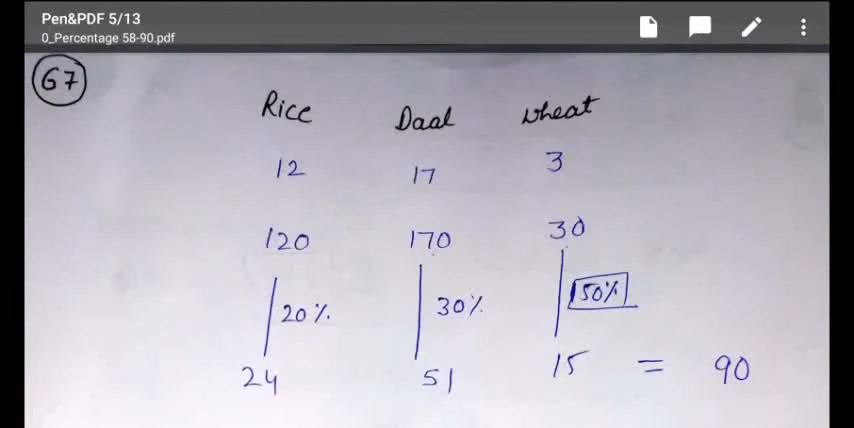 Pen&PDF 5/13
0_Percentage 58-90.pdf
67
Rice Daal wheat
12 17 3
120 170 30
20% 30% 50%
24 51 15 = 90